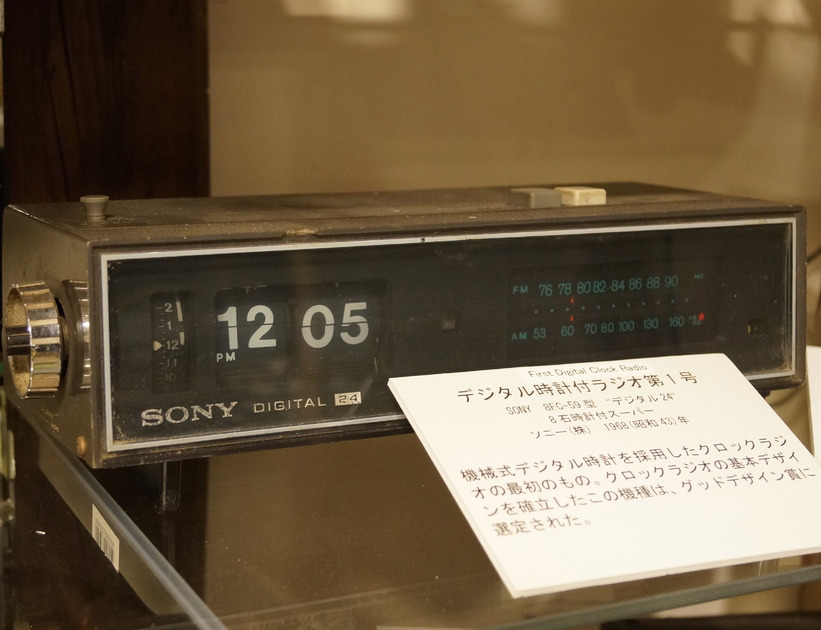 -2
-1
-12
-11
-10
12 05
PM
SONY DIGITAL 24
FM 76 78 80 82 84 86 88 90 MC
AM 53 60 70 80 100 130 160
First Digital Clock Radio
デジタル時計付ラジオ第1号
SONY 8FC-59型 “デジタル24”
8石時計付スーパー
ソニー(株) 1968(昭和43)年
機械式デジタル時計を採用したクロックラジ
オの最初のもの。クロックラジオの基本デザイ
ンを確立したこの機種は、グッドデザイン賞に
選定された。